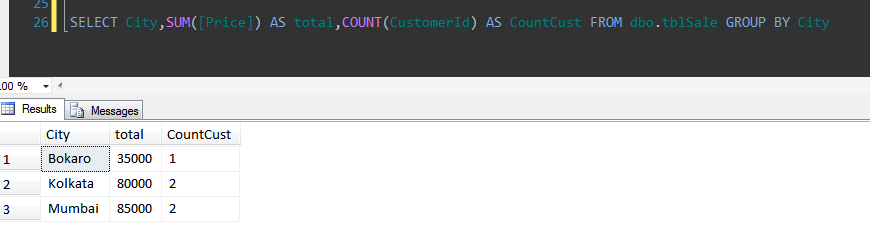 25
26 SELECT City,SUM([Price]) AS total,COUNT(CustomerId) AS CountCust FROM dbo.tblSale GROUP BY City
.00 %
Results Messages
City total CountCust
1 Bokaro 35000 1
2 Kolkata 80000 2
3 Mumbai 85000 2